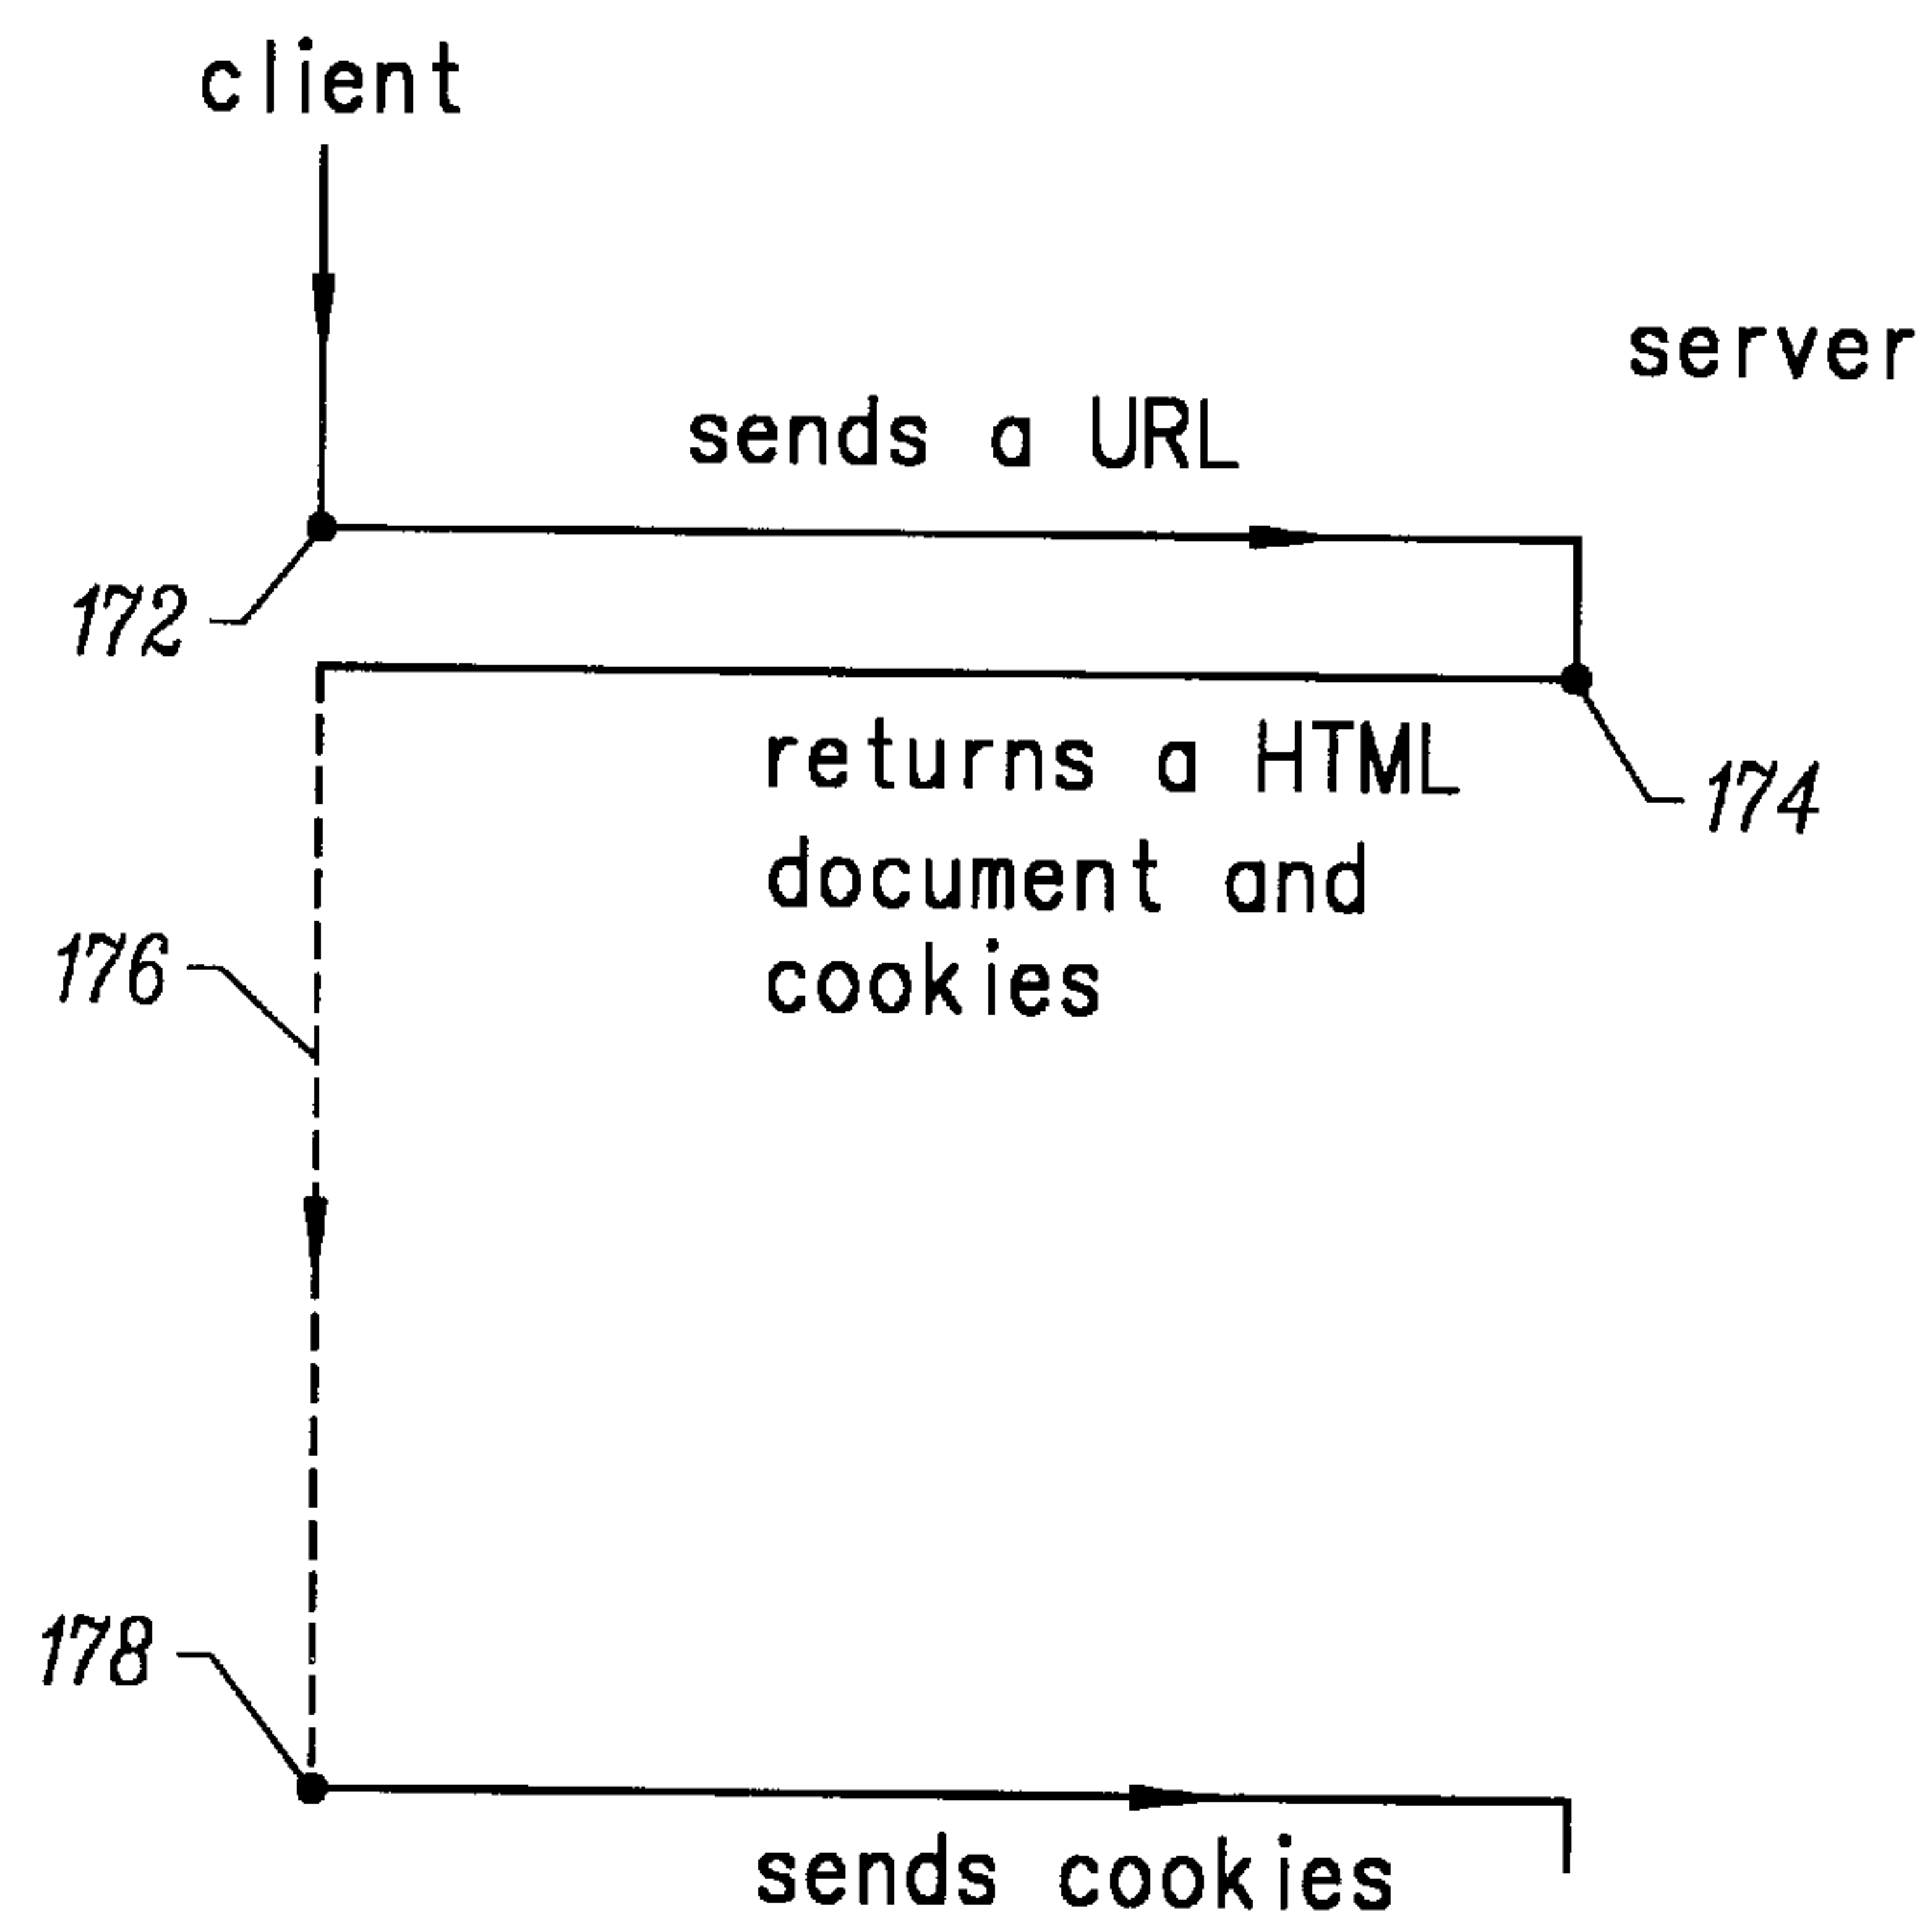 client
server
sends a URL
172
returns a HTML
document and
cookies
174
176
178
sends cookies